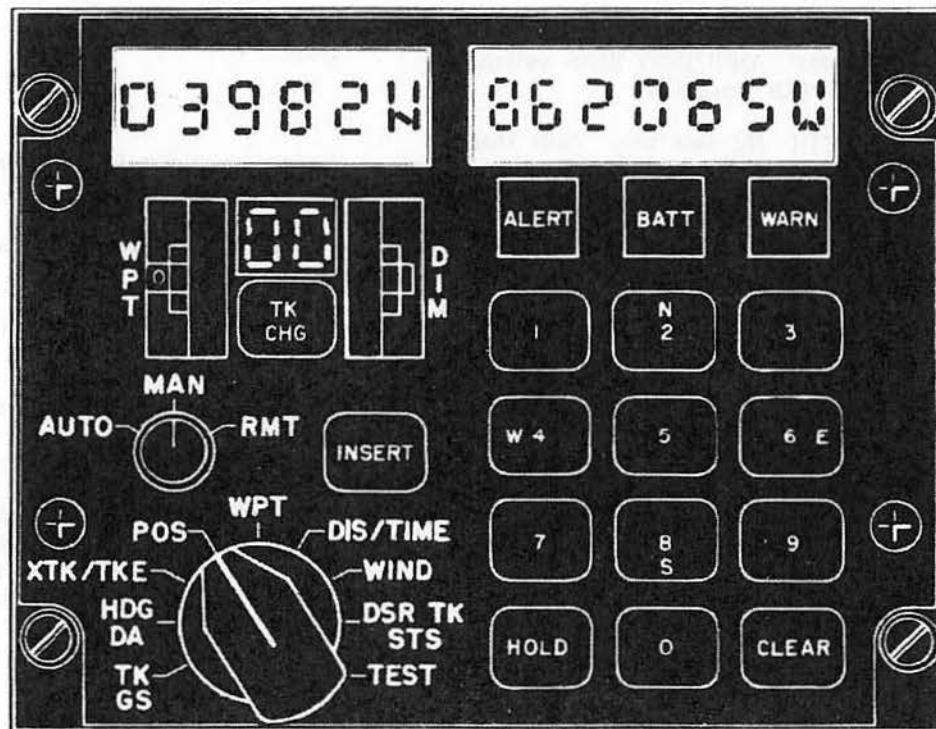 03982N 862065W
ALERT BATT WARN
WPT 00 DIM
TK
CHG
1 N 2 3
MAN
AUTO RMT
INSERT
W 4 5 6 E
WPT
POS DIS/TIME
XTK/TKE WIND
HDG
DA
DSR TK
STS
TK
GS
TEST
7 8 S 9
HOLD 0 CLEAR